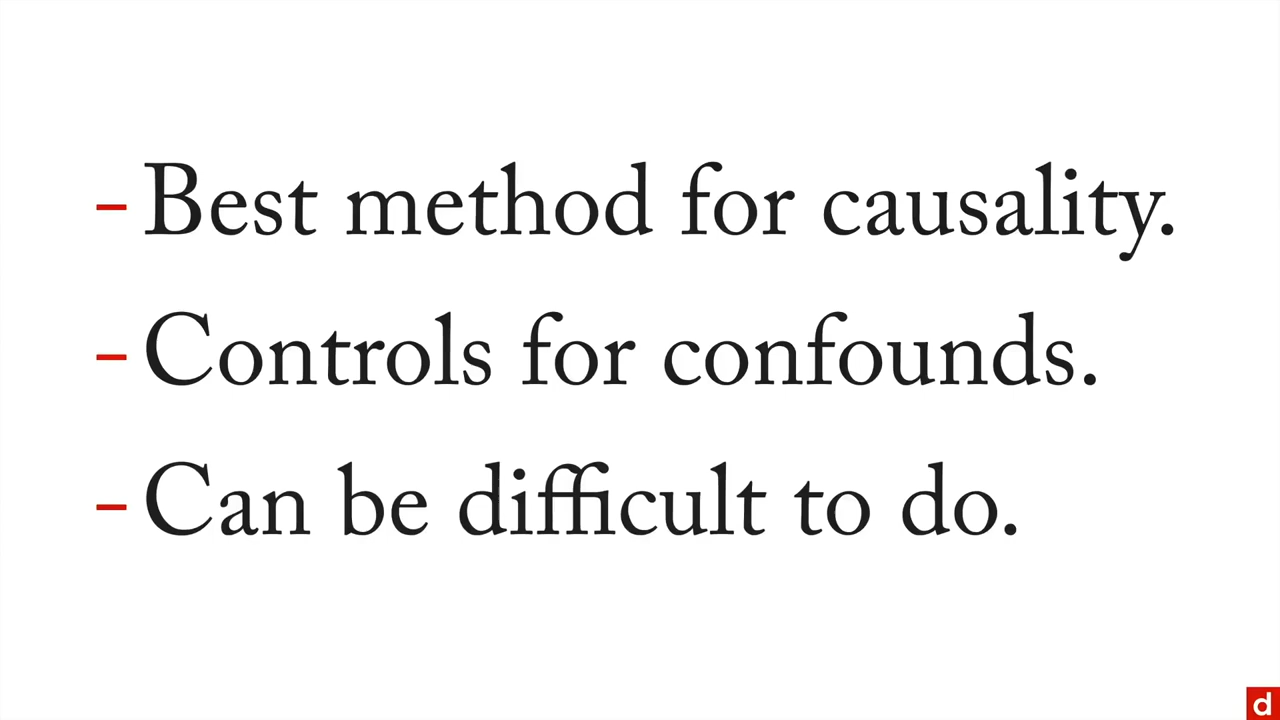 - Best method for causality.
- Controls for confounds.
- Can be difficult to do.
d